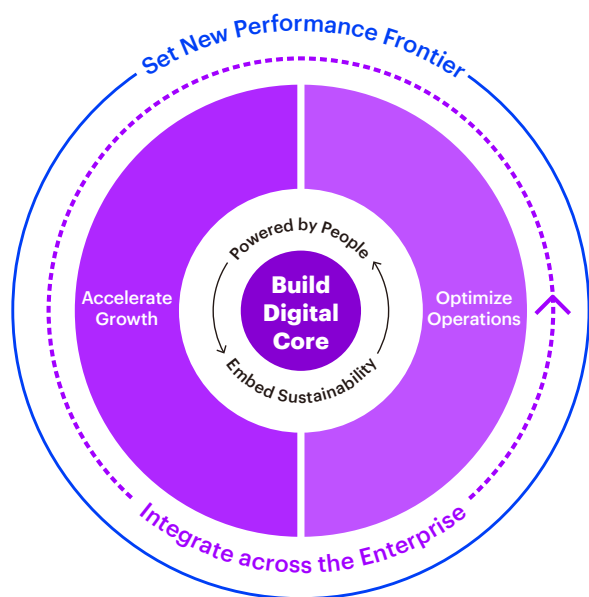 Set New Performance Frontier
Powered by People
Build
Digital
Core
Accelerate
Growth
Optimize
Operations
Embed Sustainability
Integrate across the Enterprise